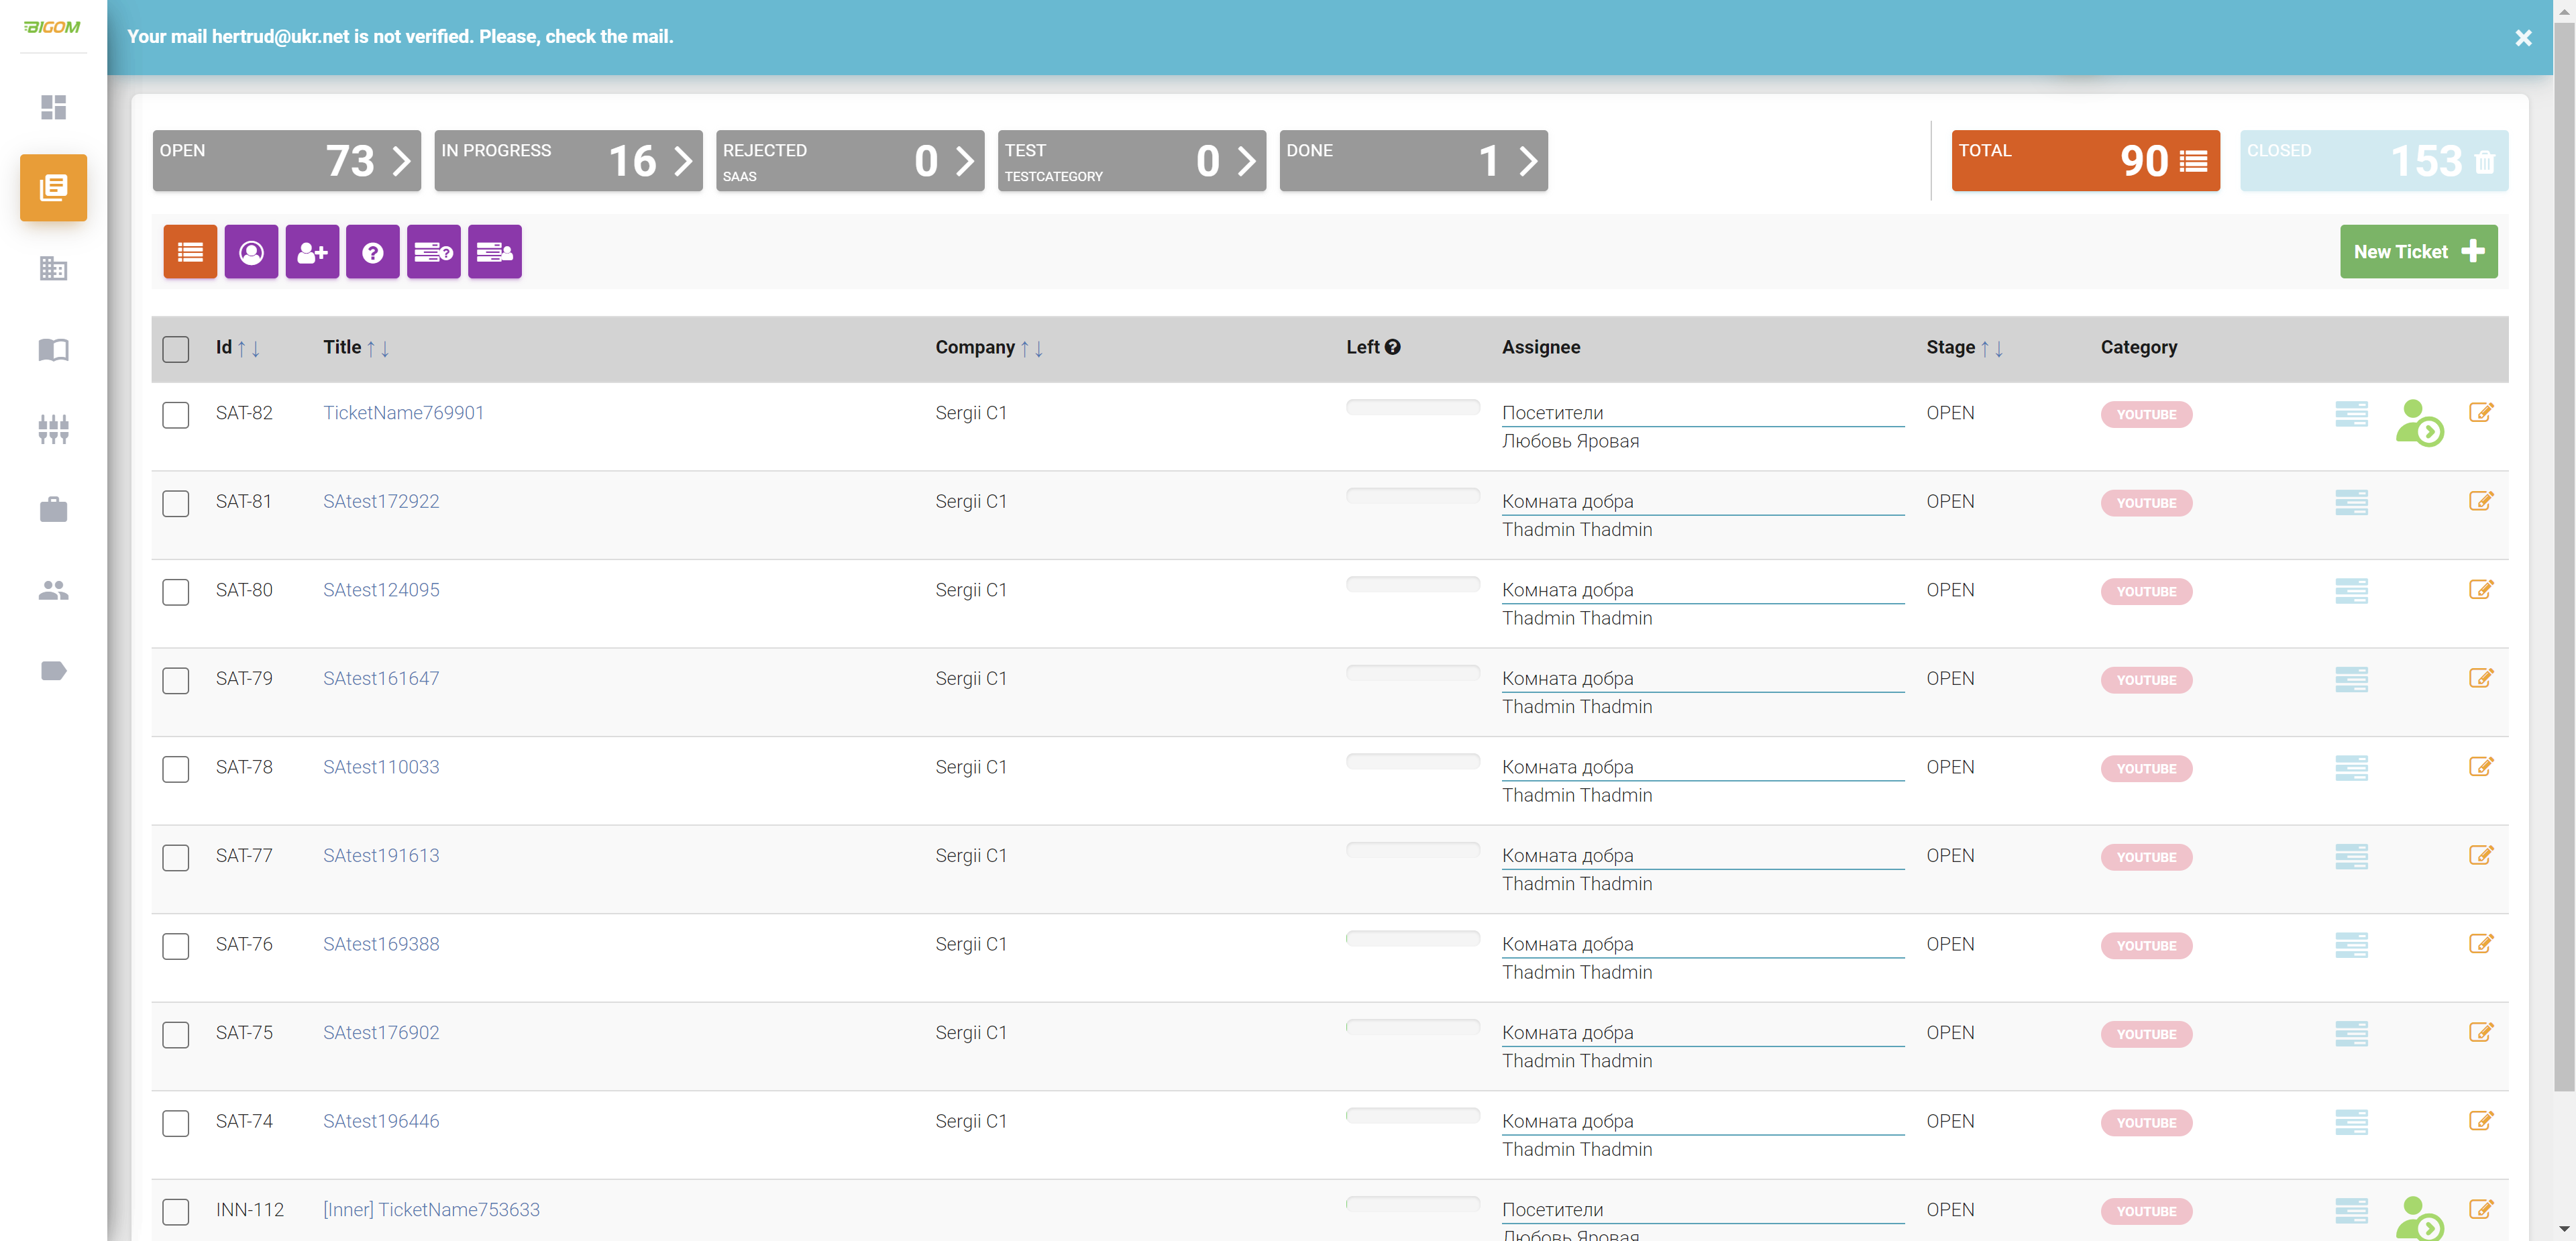 BIGOM
Your mail hertrud@ukr.net is not verified. Please, check the mail.
OPEN 73
IN PROGRESS 16
REJECTED 0
SAAS
TEST 0
TESTCATEGORY
DONE 1
TOTAL 90
CLOSED 153
New Ticket
Id Title Company Left Assignee Stage Category
SAT-82 TicketName769901 Sergii C1 Посетители OPEN YOUTUBE
Любовь Яровая
SAT-81 SAtest172922 Sergii C1 Комната добра OPEN YOUTUBE
Thadmin Thadmin
SAT-80 SAtest124095 Sergii C1 Комната добра OPEN YOUTUBE
Thadmin Thadmin
SAT-79 SAtest161647 Sergii C1 Комната добра OPEN YOUTUBE
Thadmin Thadmin
SAT-78 SAtest110033 Sergii C1 Комната добра OPEN YOUTUBE
Thadmin Thadmin
SAT-77 SAtest191613 Sergii C1 Комната добра OPEN YOUTUBE
Thadmin Thadmin
SAT-76 SAtest169388 Sergii C1 Комната добра OPEN YOUTUBE
Thadmin Thadmin
SAT-75 SAtest176902 Sergii C1 Комната добра OPEN YOUTUBE
Thadmin Thadmin
SAT-74 SAtest196446 Sergii C1 Комната добра OPEN YOUTUBE
Thadmin Thadmin
INN-112 [Inner] TicketName753633 Посетители OPEN YOUTUBE
Любовь Яровая